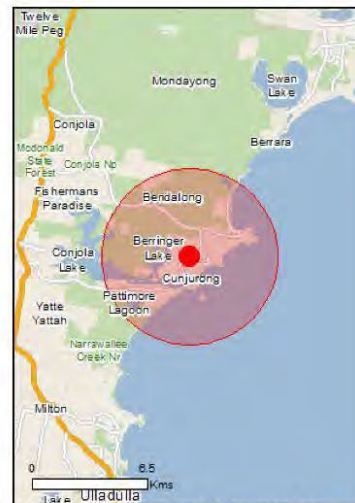 Twelve
Mile Peg
Mondayong
Swan
Lake
Conjola
Berrara
Mcdonald
State
Forest
Conjola Np
Fishermans
Paradise
Bendalong
Berringer
Lake
Conjola
Lake
Cunjurong
Pattimore
Lagoon
Yatte
Yattah
Narrawallee
Creek Nr
Milton
0
6.5
Kms
Ulladulla
Lake